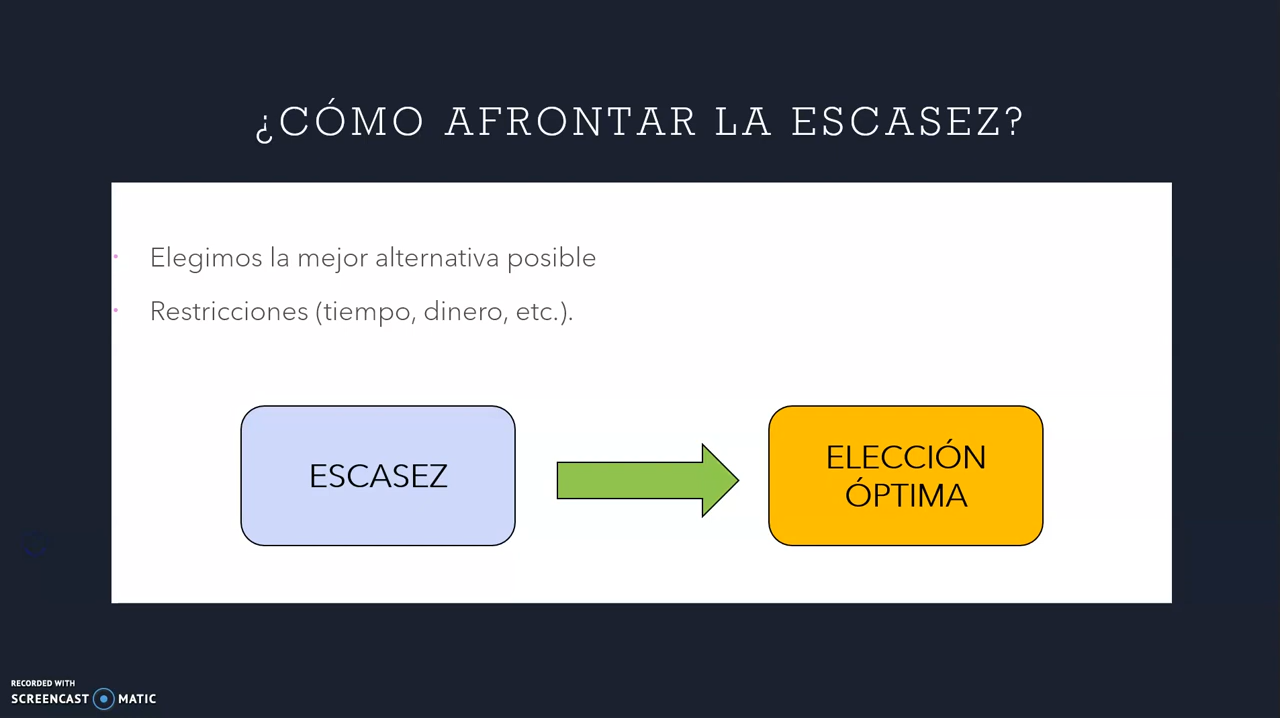 ¿CÓMO AFRONTAR LA ESCASEZ?
• Elegimos la mejor alternativa posible
• Restricciones (tiempo, dinero, etc.).
ESCASEZ
ELECCIÓN
ÓPTIMA
RECORDED WITH
SCREENCAST MATIC